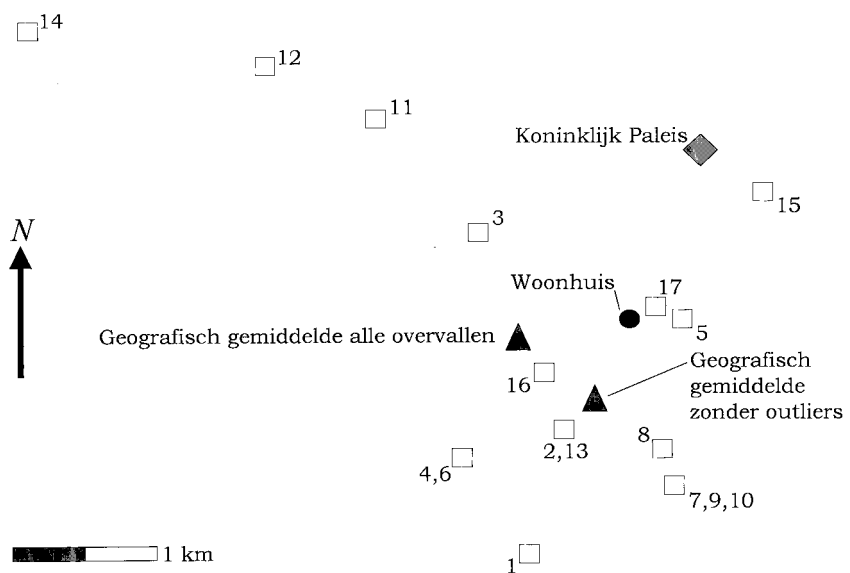 14
12
11
Koninklijk Paleis
15
3
N
Woonhuis
17
5
Geografisch gemiddelde alle overvallen
Geografisch
gemiddelde
zonder outliers
16
2,13
8
4,6
7,9,10
1 km
1